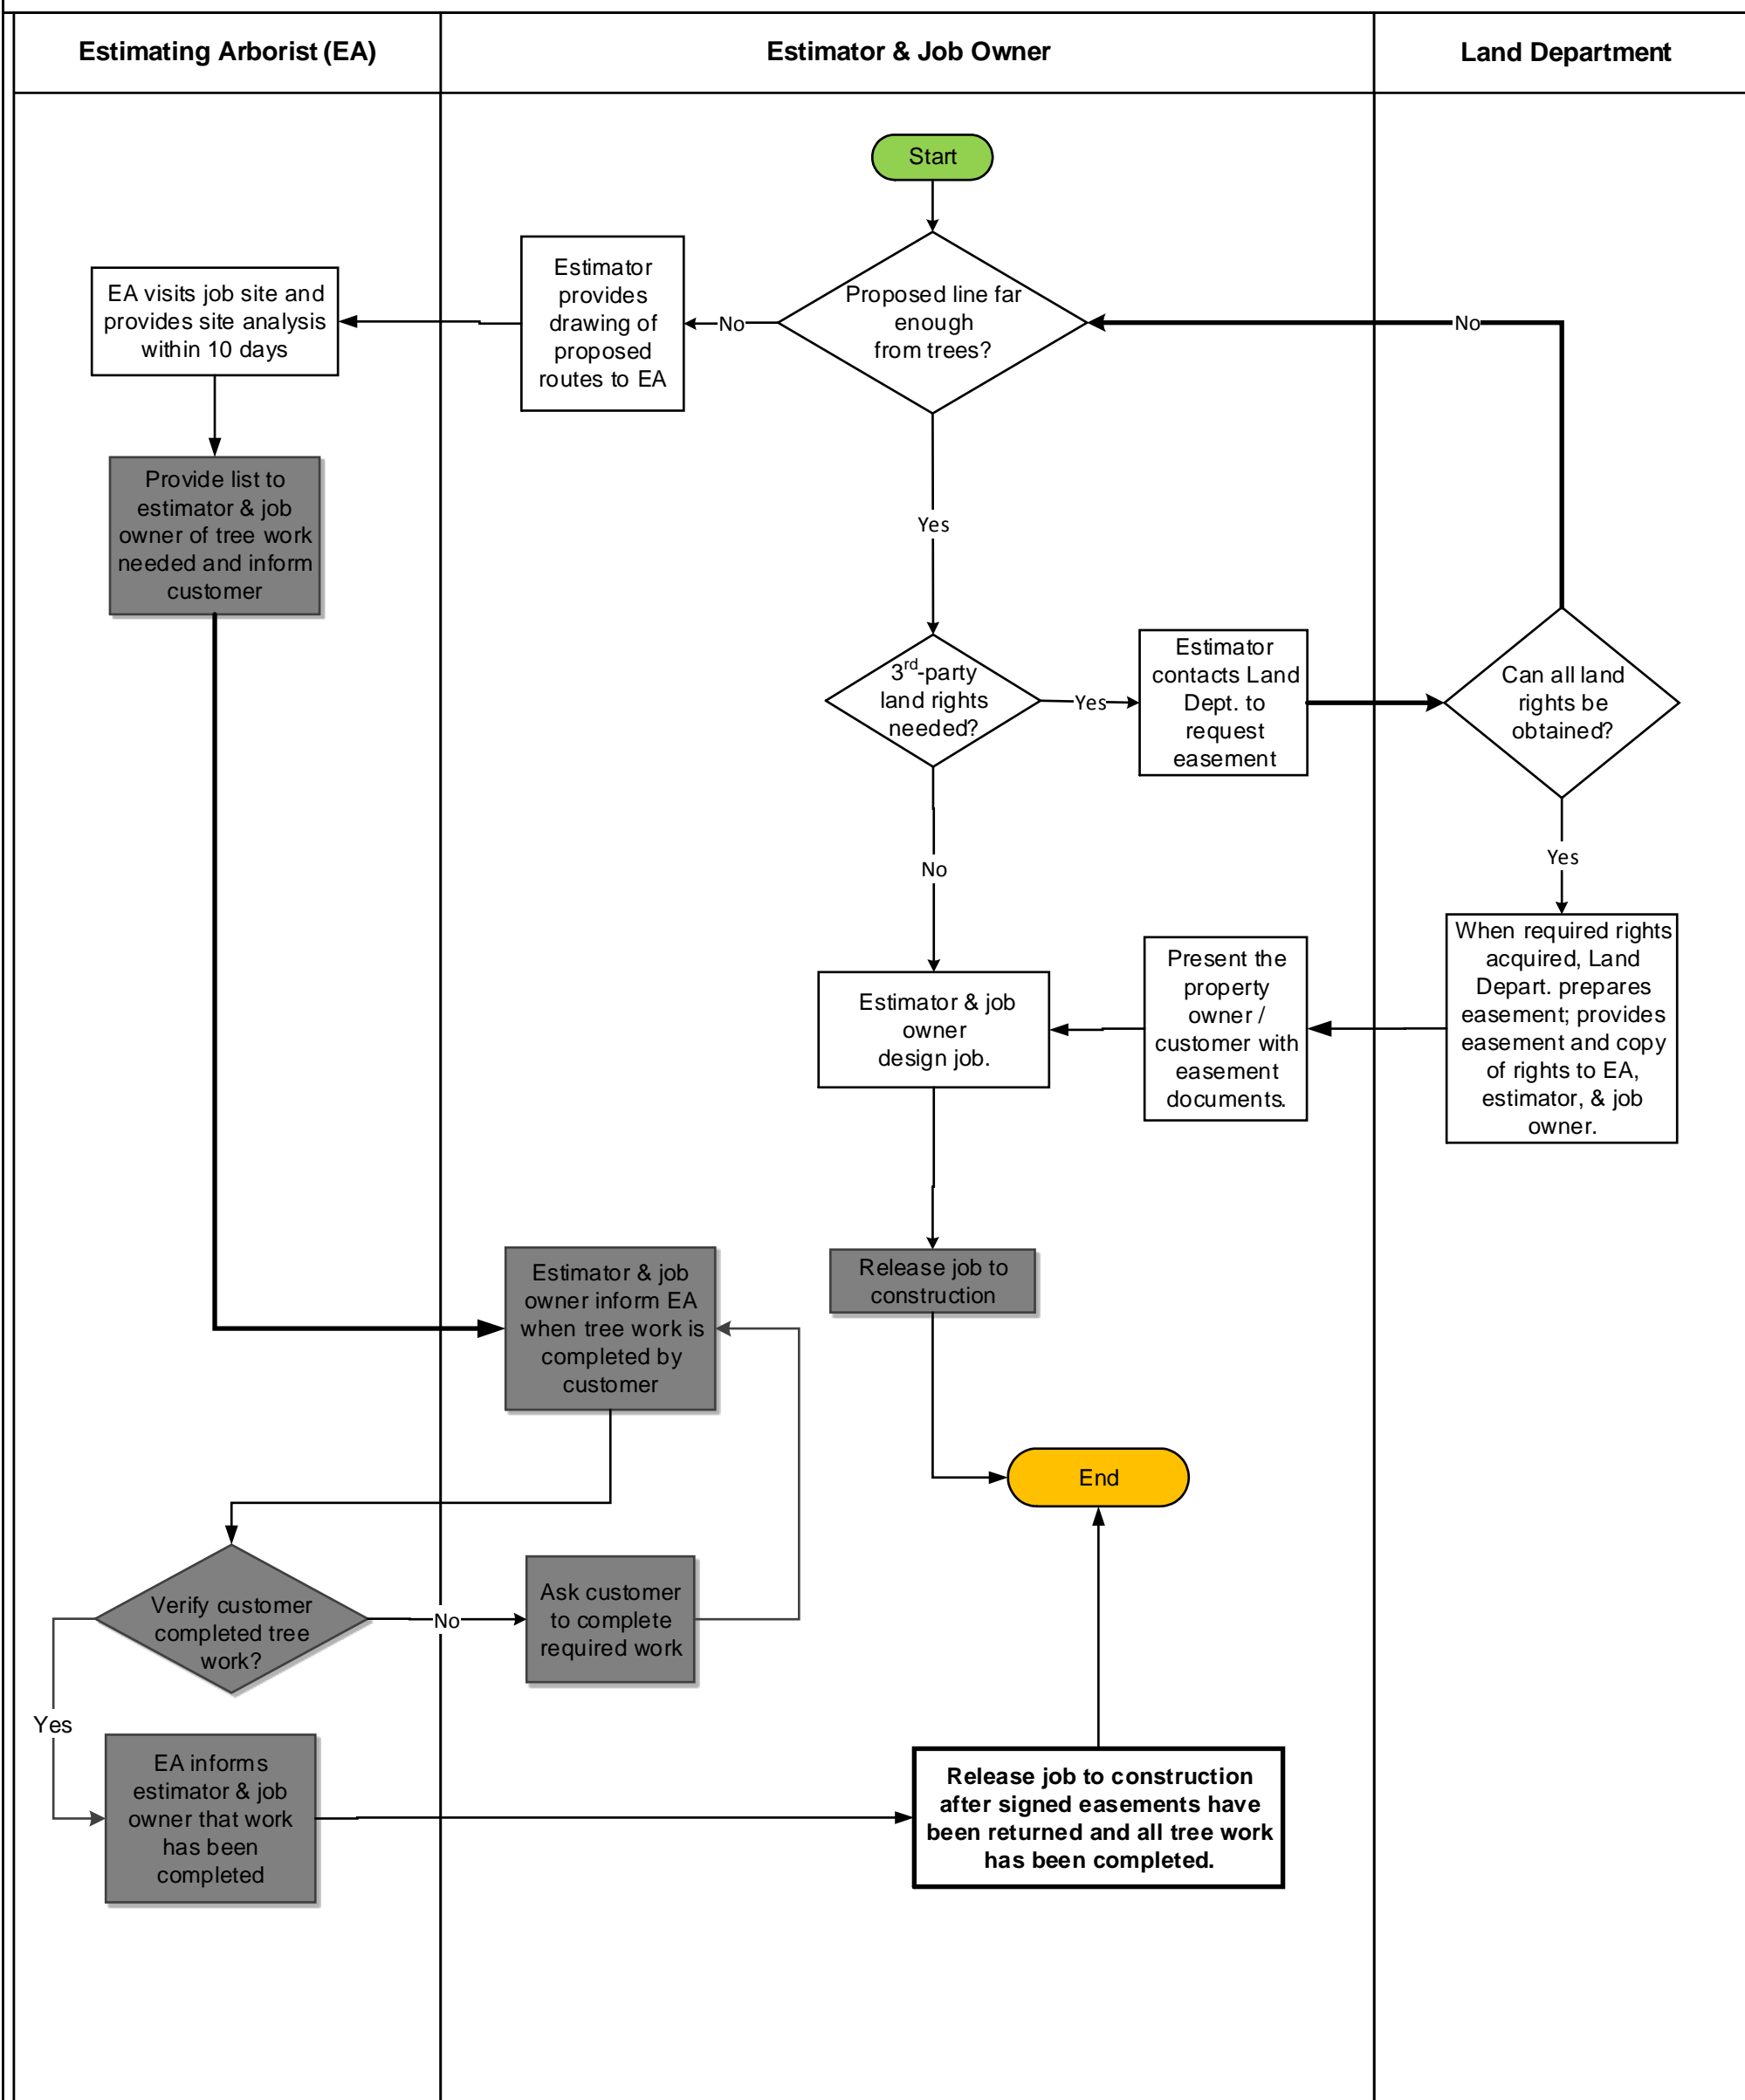 Estimating Arborist (EA)
Estimator & Job Owner
Land Department
Start
Proposed line far
enough
from trees?
No
Estimator
provides
drawing of
proposed
routes to EA
EA visits job site and
provides site analysis
within 10 days
Provide list to
estimator & job
owner of tree work
needed and inform
customer
No
Yes
3rd-party
land rights
needed?
Yes
Estimator
contacts Land
Dept. to
request
easement
Can all land
rights be
obtained?
Yes
No
Estimator & job
owner
design job.
Present the
property
owner /
customer with
easement
documents.
When required rights
acquired, Land
Depart. prepares
easement; provides
easement and copy
of rights to EA,
estimator, & job
owner.
Estimator & job
owner inform EA
when tree work is
completed by
customer
Release job to
construction
End
Verify customer
completed tree
work?
No
Ask customer
to complete
required work
Yes
EA informs
estimator & job
owner that work
has been
completed
Release job to construction
after signed easements have
been returned and all tree work
has been completed.